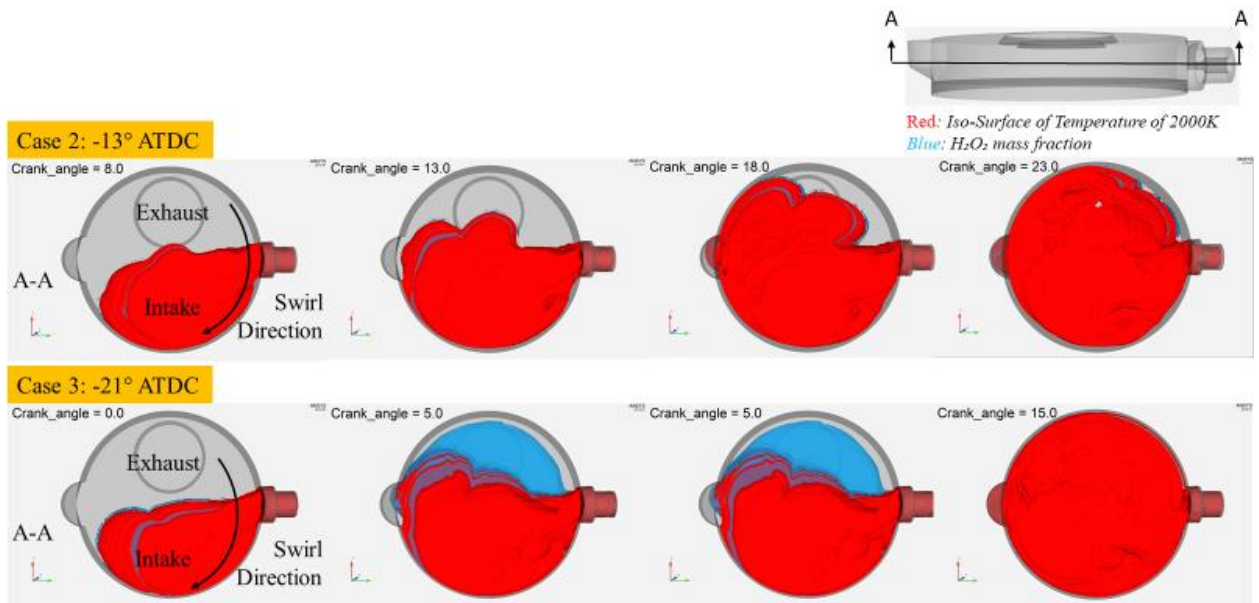 A A
Red: Iso-Surface of Temperature of 2000K
Blue: H₂O₂ mass fraction
Case 2: -13° ATDC
Crank_angle = 8.0
Crank_angle = 13.0
Crank_angle = 18.0
Crank_angle = 23.0
Exhaust
A-A
Intake
Swirl
Direction
Case 3: -21° ATDC
Crank_angle = 0.0
Crank_angle = 5.0
Crank_angle = 5.0
Crank_angle = 15.0
Exhaust
A-A
Intake
Swirl
Direction